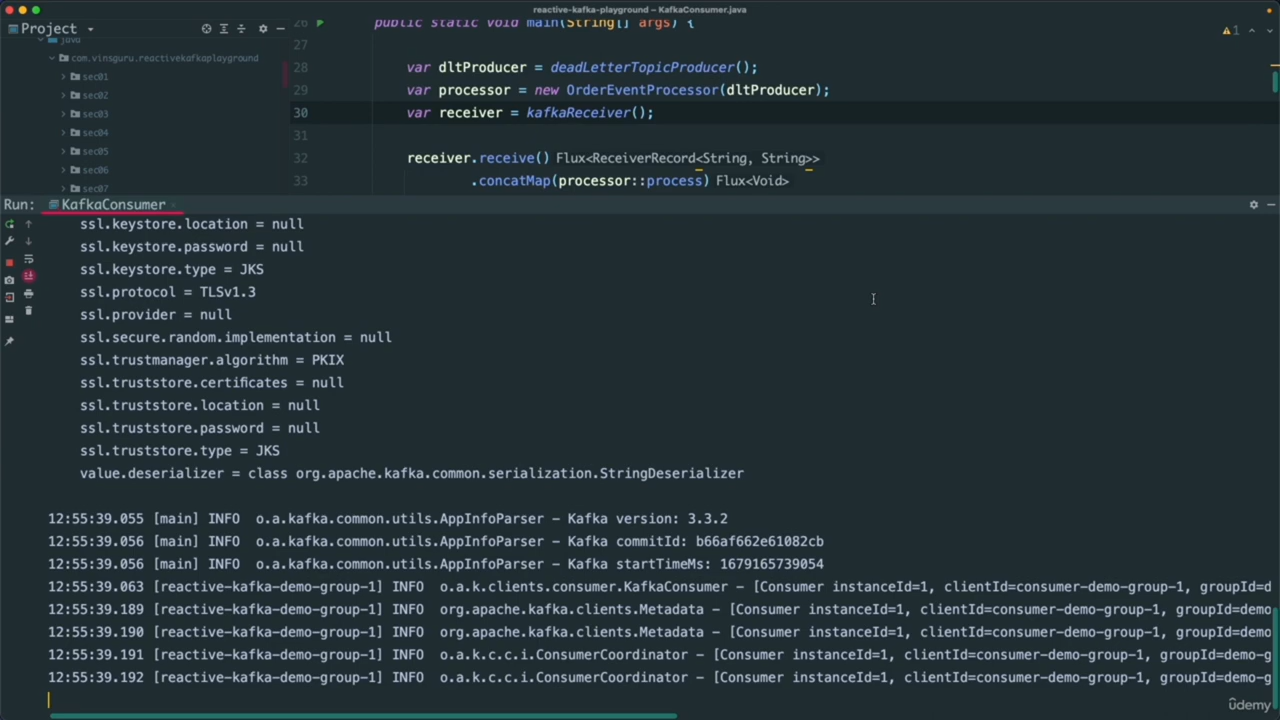 reactive-kafka-playground – KafkaConsumer.java
Project
java
com.vinsguru.reactivekafkaplayground
sec01
sec02
sec03
sec04
sec05
sec06
sec07
26 public static void main(String[] args) {
27
28 var dltProducer = deadLetterTopicProducer();
29 var processor = new OrderEventProcessor(dltProducer);
30 var receiver = kafkaReceiver();
31
32 receiver.receive() Flux<ReceiverRecord<String, String>>
33 .concatMap(processor::process) Flux<Void>
1
Run: KafkaConsumer
ssl.keystore.location = null
ssl.keystore.password = null
ssl.keystore.type = JKS
ssl.protocol = TLSv1.3
ssl.provider = null
ssl.secure.random.implementation = null
ssl.trustmanager.algorithm = PKIX
ssl.truststore.certificates = null
ssl.truststore.location = null
ssl.truststore.password = null
ssl.truststore.type = JKS
value.deserializer = class org.apache.kafka.common.serialization.StringDeserializer
12:55:39.055 [main] INFO o.a.kafka.common.utils.AppInfoParser – Kafka version: 3.3.2
12:55:39.056 [main] INFO o.a.kafka.common.utils.AppInfoParser – Kafka commitId: b66af662e61082cb
12:55:39.056 [main] INFO o.a.kafka.common.utils.AppInfoParser – Kafka startTimeMs: 1679165739054
12:55:39.063 [reactive-kafka-demo-group-1] INFO o.a.k.clients.consumer.KafkaConsumer – [Consumer instanceId=1, clientId=consumer-demo-group-1, groupId=d
12:55:39.189 [reactive-kafka-demo-group-1] INFO org.apache.kafka.clients.Metadata – [Consumer instanceId=1, clientId=consumer-demo-group-1, groupId=demo
12:55:39.190 [reactive-kafka-demo-group-1] INFO org.apache.kafka.clients.Metadata – [Consumer instanceId=1, clientId=consumer-demo-group-1, groupId=demo
12:55:39.191 [reactive-kafka-demo-group-1] INFO o.a.k.c.c.i.ConsumerCoordinator – [Consumer instanceId=1, clientId=consumer-demo-group-1, groupId=demo-g
12:55:39.192 [reactive-kafka-demo-group-1] INFO o.a.k.c.c.i.ConsumerCoordinator – [Consumer instanceId=1, clientId=consumer-demo-group-1, groupId=demo-g
ûdemy